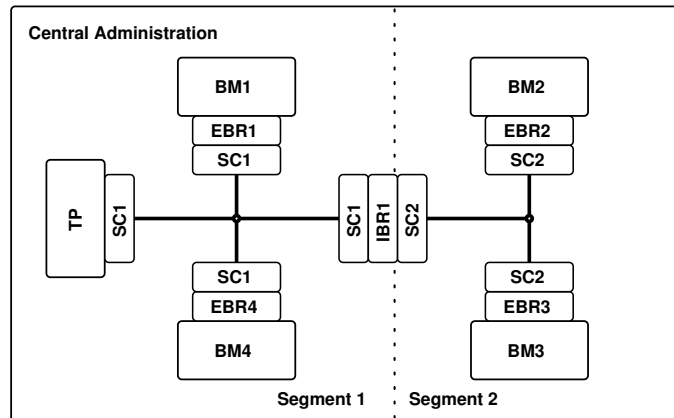 Central Administration
BM1
EBR1
SC1
BM2
EBR2
SC2
TP
SC1
SC1
IBR1
SC2
SC1
EBR4
BM4
SC2
EBR3
BM3
Segment 1
Segment 2